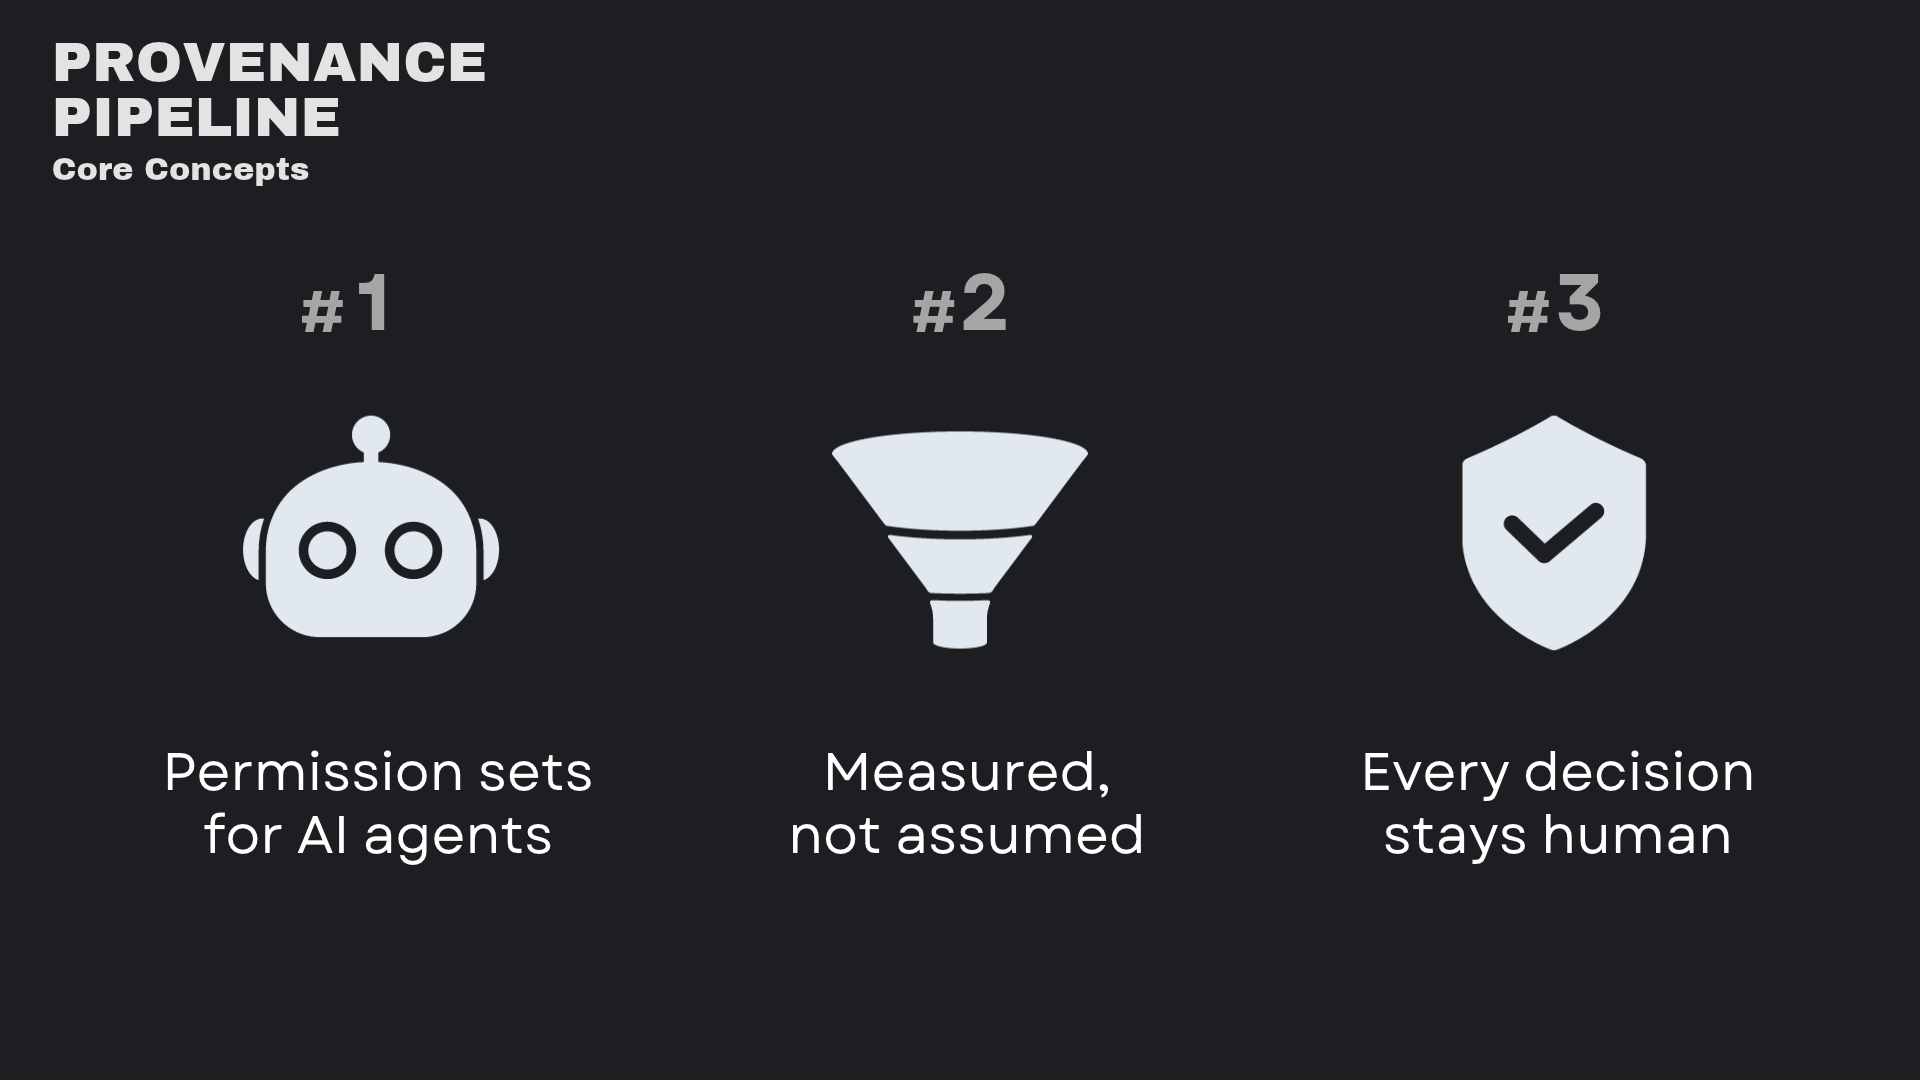 PROVENANCE
PIPELINE
Core Concepts
#1
#2
#3
Permission sets
for AI agents
Measured,
not assumed
Every decision
stays human